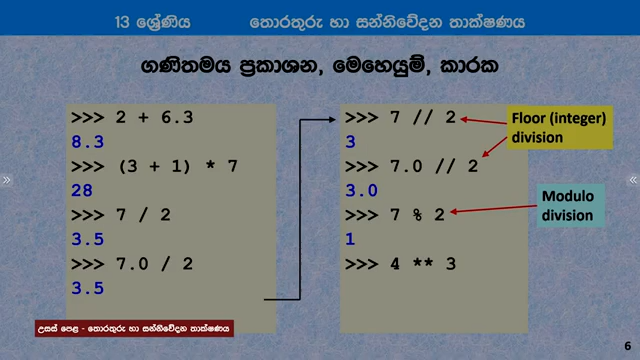 13 ශ්‍රේණිය තොරතුරු හා සන්නිවේදන තාක්ෂණය
ගණිතමය ප්‍රකාශන, මෙහෙයුම්, කාරක
>>> 2 + 6.3
8.3
>>> (3 + 1) * 7
28
>>> 7 / 2
3.5
>>> 7.0 / 2
3.5
>>> 7 // 2
3
>>> 7.0 // 2
3.0
>>> 7 % 2
1
>>> 4 ** 3
Floor (integer)
division
Modulo
division
උසස් පෙළ - තොරතුරු හා සන්නිවේදන තාක්ෂණය
6